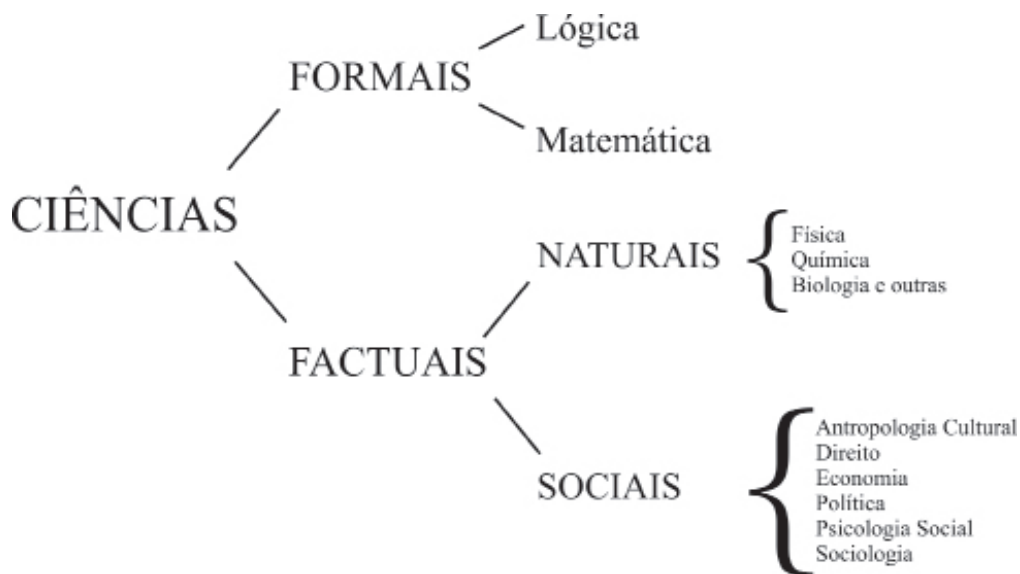 CIÊNCIAS
FORMAIS
Lógica
Matemática
FACTUAIS
NATURAIS
Física
Química
Biologia e outras
SOCIAIS
Antropologia Cultural
Direito
Economia
Política
Psicologia Social
Sociologia